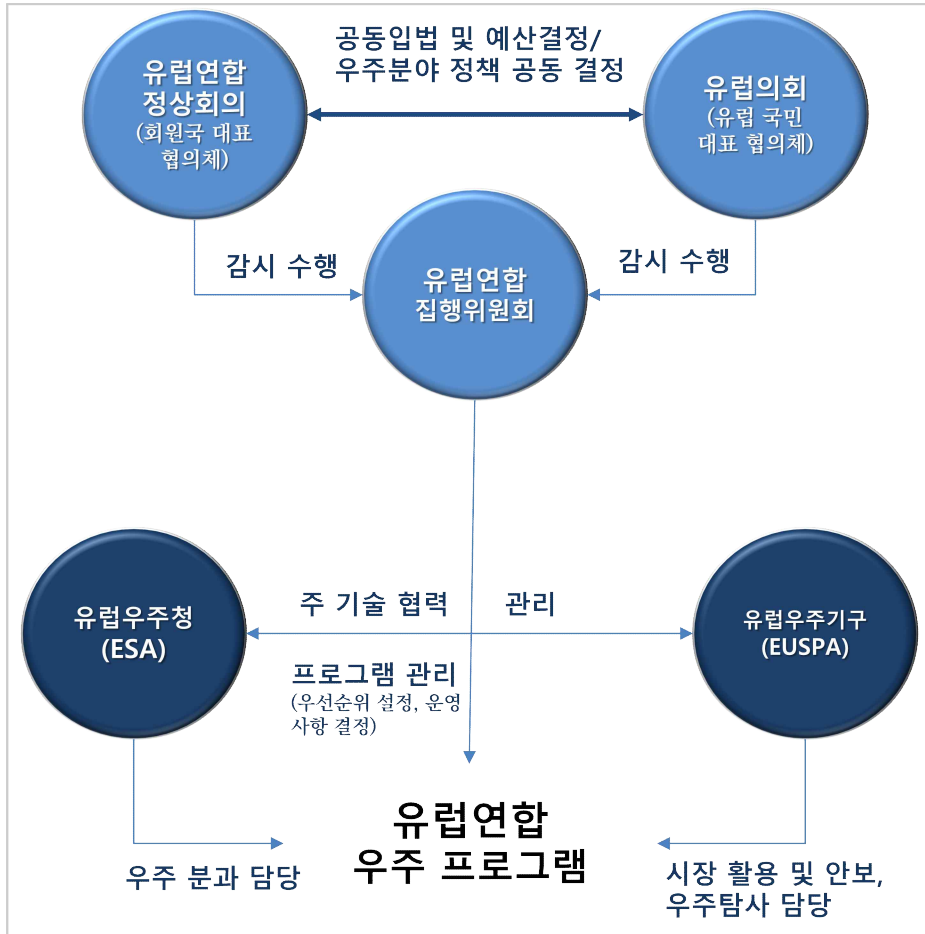 공동입법 및 예산결정/
우주분야 정책 공동 결정
유럽연합
정상회의
(회원국 대표
협의체)
유럽의회
(유럽 국민
대표 협의체)
감시 수행
유럽연합
집행위원회
감시 수행
유럽우주청
(ESA)
주 기술 협력
관리
유럽우주기구
(EUSPA)
프로그램 관리
(우선순위 설정, 운영
사항 결정)
유럽연합
우주 프로그램
우주 분과 담당
시장 활용 및 안보,
우주탐사 담당